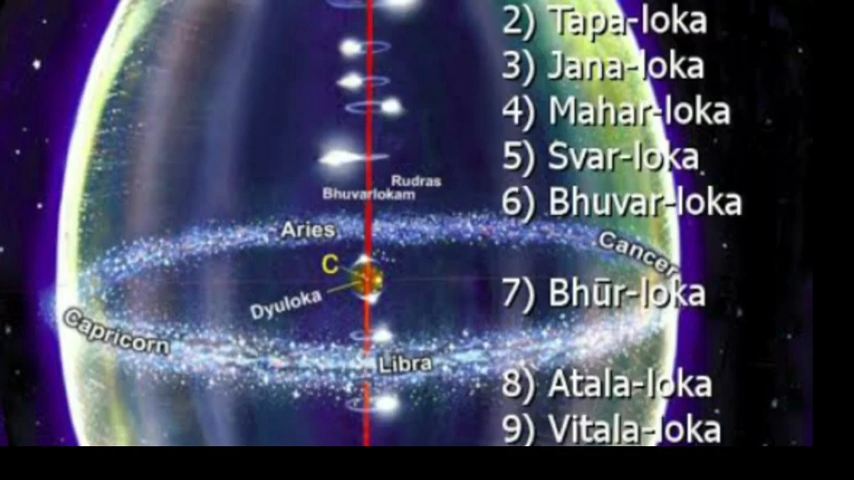 2) Tapa-loka
3) Jana-loka
4) Mahar-loka
5) Svar-loka
Rudras
Bhuvarlokam
6) Bhuvar-loka
Aries
Cancer
C
Dyuloka
7) Bhūr-loka
Capricorn
Libra
8) Atala-loka
9) Vitala-loka